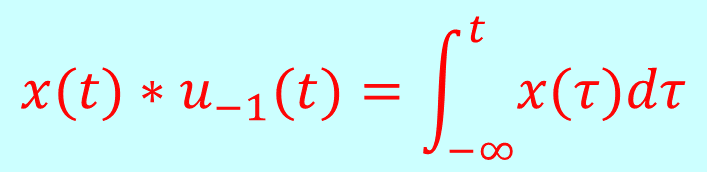 x(t) ∗ u₋₁(t) = ∫_{−∞}^{t} x(τ)dτ